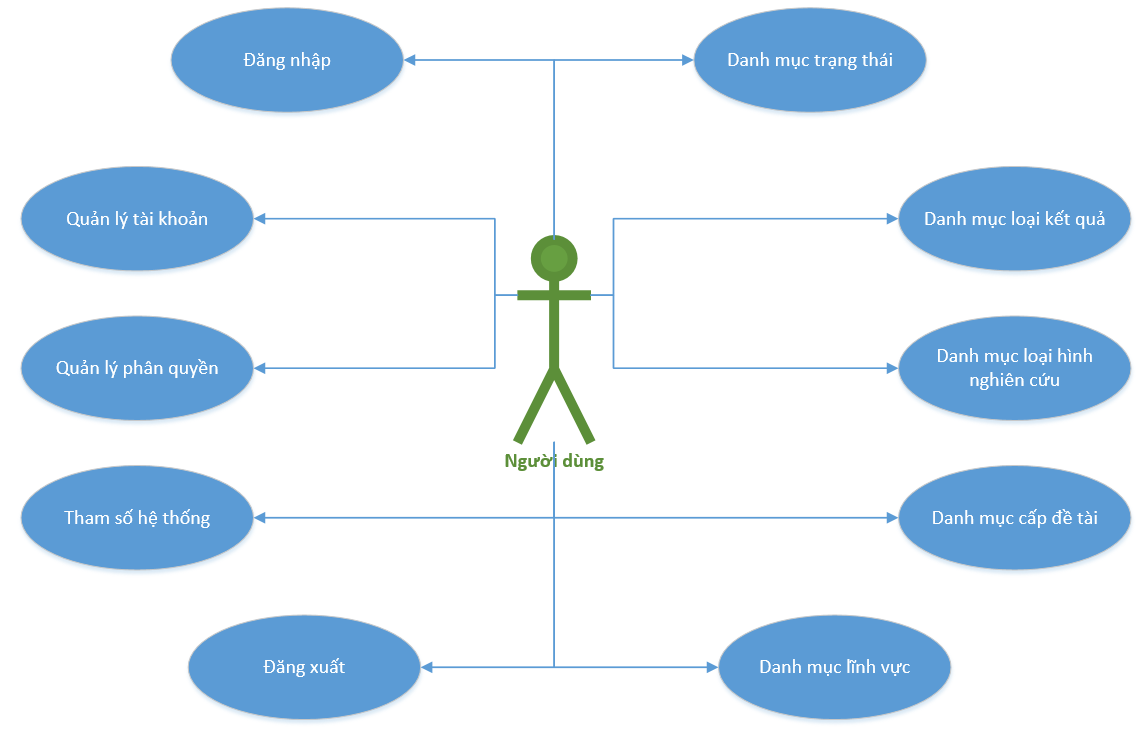 Đăng nhập
Danh mục trạng thái
Quản lý tài khoản
Danh mục loại kết quả
Quản lý phân quyền
Danh mục loại hình
nghiên cứu
Người dùng
Tham số hệ thống
Danh mục cấp đề tài
Đăng xuất
Danh mục lĩnh vực